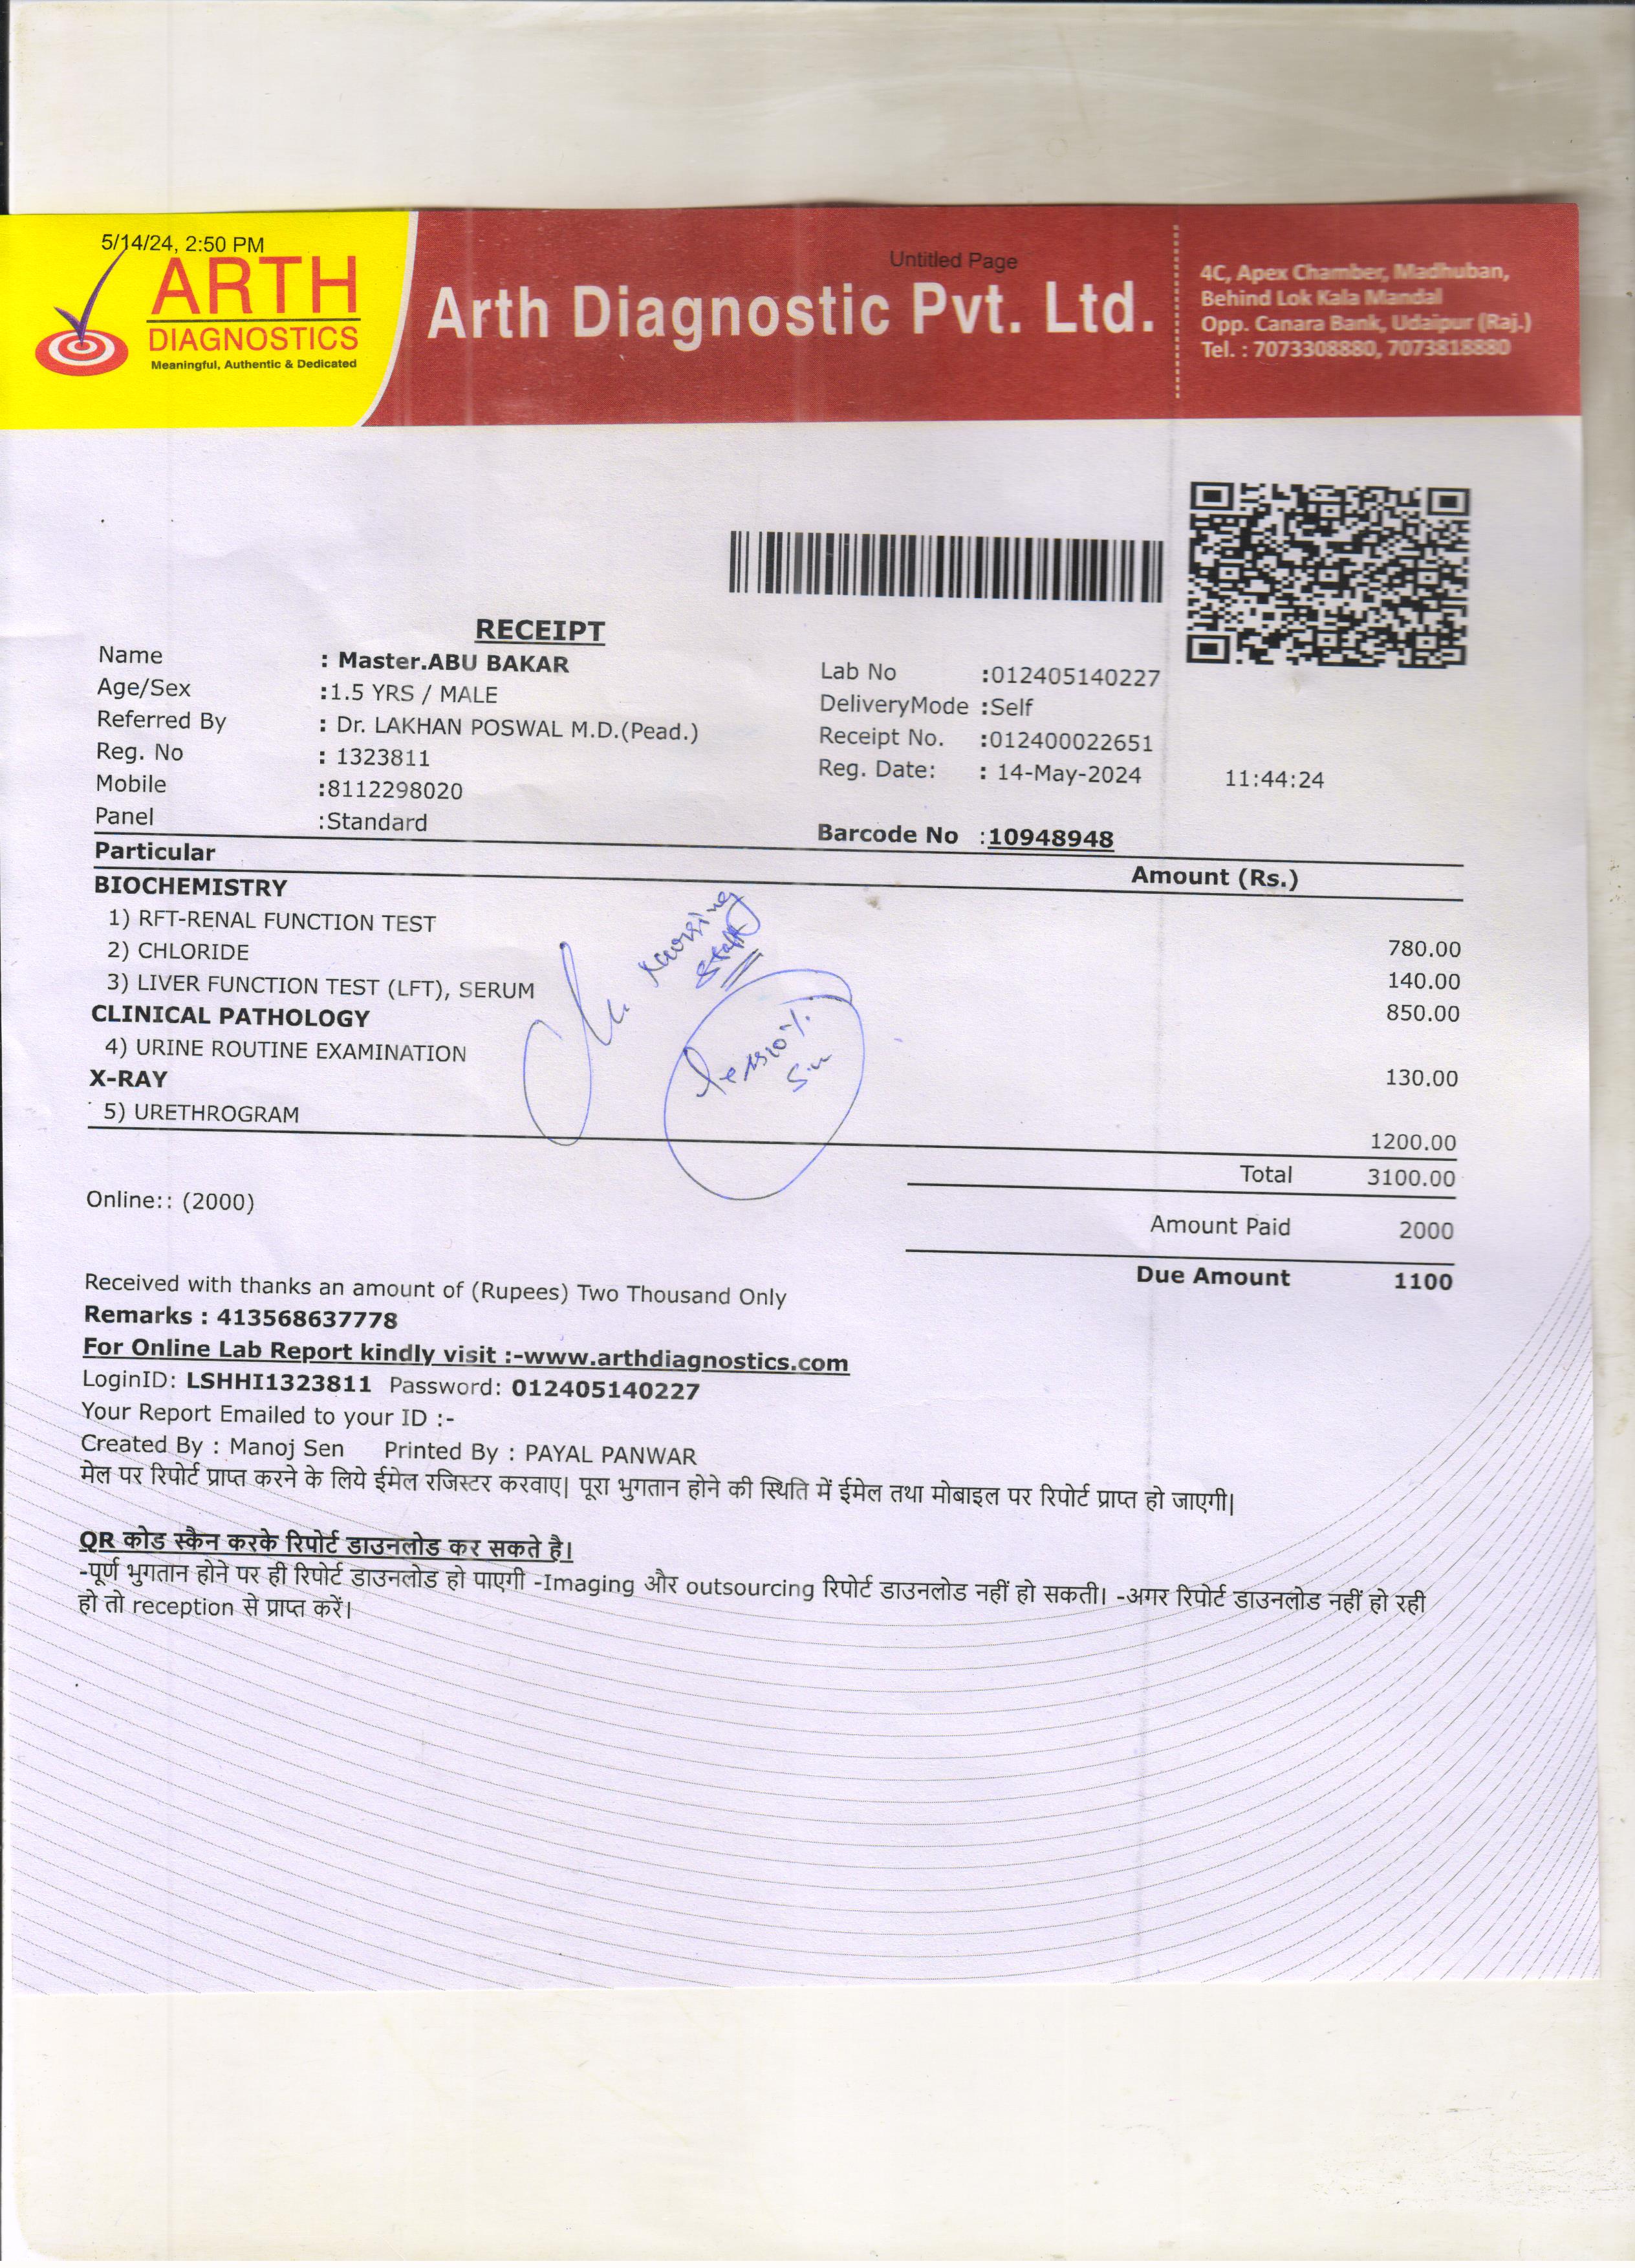 5/14/24, 2:50 PM
Untitled Page
ARTH
DIAGNOSTICS
Meaningful, Authentic & Dedicated
Arth Diagnostic Pvt. Ltd.
4C, Apex Chamber, Madhuban,
Behind Lok Kala Mandal
Opp. Canara Bank, Udaipur (Raj.)
Tel. : 7073308880, 7073818880
RECEIPT
Name : Master.ABU BAKAR
Lab No :012405140227
Age/Sex :1.5 YRS / MALE
DeliveryMode :Self
Referred By : Dr. LAKHAN POSWAL M.D.(Pead.)
Receipt No. :012400022651
Reg. No : 1323811
Reg. Date: : 14-May-2024 11:44:24
Mobile :8112298020
Panel :Standard
Barcode No :10948948
Particular Amount (Rs.)
BIOCHEMISTRY
1) RFT-RENAL FUNCTION TEST 780.00
2) CHLORIDE 140.00
3) LIVER FUNCTION TEST (LFT), SERUM 850.00
CLINICAL PATHOLOGY
4) URINE ROUTINE EXAMINATION 130.00
X-RAY
5) URETHROGRAM 1200.00
staff
Total 3100.00
Online:: (2000)
Amount Paid 2000
Due Amount 1100
Received with thanks an amount of (Rupees) Two Thousand Only
Remarks : 413568637778
For Online Lab Report kindly visit :-www.arthdiagnostics.com
LoginID: LSHHI1323811 Password: 012405140227
Your Report Emailed to your ID :-
Created By : Manoj Sen Printed By : PAYAL PANWAR
मेल पर रिपोर्ट प्राप्त करने के लिये ईमेल रजिस्टर करवाए| पूरा भुगतान होने की स्थिति में ईमेल तथा मोबाइल पर रिपोर्ट प्राप्त हो जाएगी|
QR कोड स्कैन करके रिपोर्ट डाउनलोड कर सकते है।
-पूर्ण भुगतान होने पर ही रिपोर्ट डाउनलोड हो पाएगी -Imaging और outsourcing रिपोर्ट डाउनलोड नहीं हो सकती। -अगर रिपोर्ट डाउनलोड नहीं हो रही
हो तो reception से प्राप्त करें।